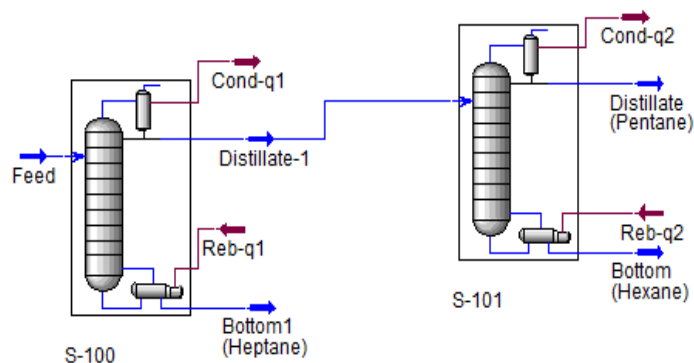 Cond-q1
Feed
Distillate-1
Reb-q1
Bottom1
(Heptane)
S-100
Cond-q2
Distillate
(Pentane)
Reb-q2
Bottom
(Hexane)
S-101